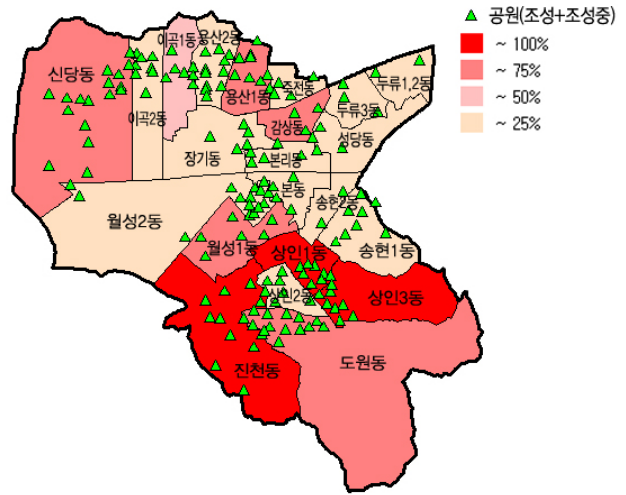 공원(조성+조성중)
~ 100%
~ 75%
~ 50%
~ 25%
이곡1동
용산2동
신당동
용산1동
죽전동
두류1,2동
이곡2동
두류3동
감삼동
성당동
장기동
본리동
본동
송현2동
월성2동
월성1동
상인1동
송현1동
상인2동
상인3동
진천동
도원동